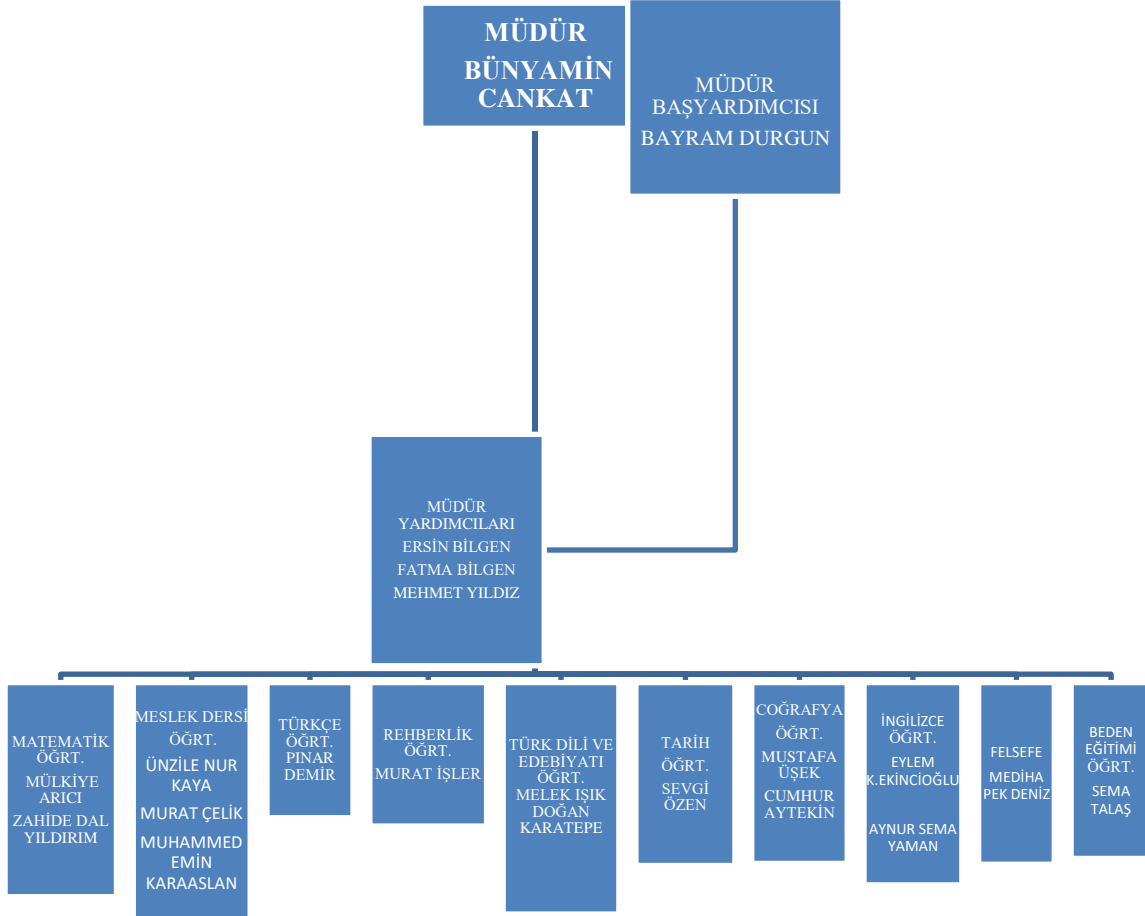 MÜDÜR
BÜNYAMİN
CANKAT
MÜDÜR
BAŞYARDIMCISI
BAYRAM DURGUN
MÜDÜR
YARDIMCILARI
ERSİN BİLGEN
FATMA BİLGEN
MEHMET YILDIZ
MATEMATİK
ÖĞRT.
MÜLKİYE
ARICI
ZAHİDE DAL
YILDIRIM
MESLEK DERSİ
ÖĞRT.
ÜNZİLE NUR
KAYA
MURAT ÇELİK
MUHAMMED
EMİN
KARAASLAN
TÜRKÇE
ÖĞRT.
PINAR
DEMİR
REHBERLİK
ÖĞRT.
MURAT İŞLER
TÜRK DİLİ VE
EDEBİYATI
ÖĞRT.
MELEK IŞIK
DOĞAN
KARATEPE
TARİH
ÖĞRT.
SEVGİ
ÖZEN
COĞRAFYA
ÖĞRT.
MUSTAFA
ÜŞEK
CUMHUR
AYTEKİN
İNGİLİZCE
ÖĞRT.
EYLEM
K.EKİNCİOĞLU
AYNUR SEMA
YAMAN
FELSEFE
MEDİHA
PEK DENİZ
BEDEN
EĞİTİMİ
ÖĞRT.
SEMA
TALAŞ